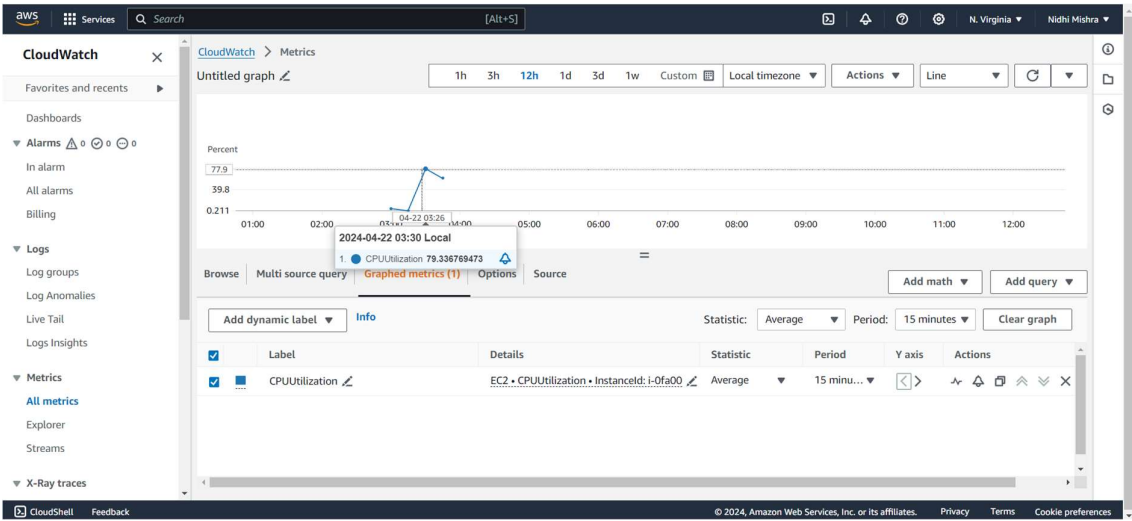 aws Services Search [Alt+S] N. Virginia ▼ Nidhi Mishra ▼
CloudWatch
Favorites and recents
Dashboards
Alarms 0 0 0
In alarm
All alarms
Billing
Logs
Log groups
Log Anomalies
Live Tail
Logs Insights
Metrics
All metrics
Explorer
Streams
X-Ray traces
CloudWatch > Metrics
Untitled graph
1h 3h 12h 1d 3d 1w Custom Local timezone ▼ Actions ▼ Line ▼
Percent
77.9
39.8
0.211
01:00 02:00 04-22 03:26 05:00 06:00 07:00 08:00 09:00 10:00 11:00 12:00
2024-04-22 03:30 Local
1. CPUUtilization 79.336769473
Browse Multi source query Graphed metrics (1) Options Source Add math ▼ Add query ▼
Add dynamic label ▼ Info Statistic: Average ▼ Period: 15 minutes ▼ Clear graph
Label Details Statistic Period Y axis Actions
CPUUtilization EC2 • CPUUtilization • InstanceId: i-0fa00 Average ▼ 15 minu... ▼
CloudShell Feedback © 2024, Amazon Web Services, Inc. or its affiliates. Privacy Terms Cookie preferences